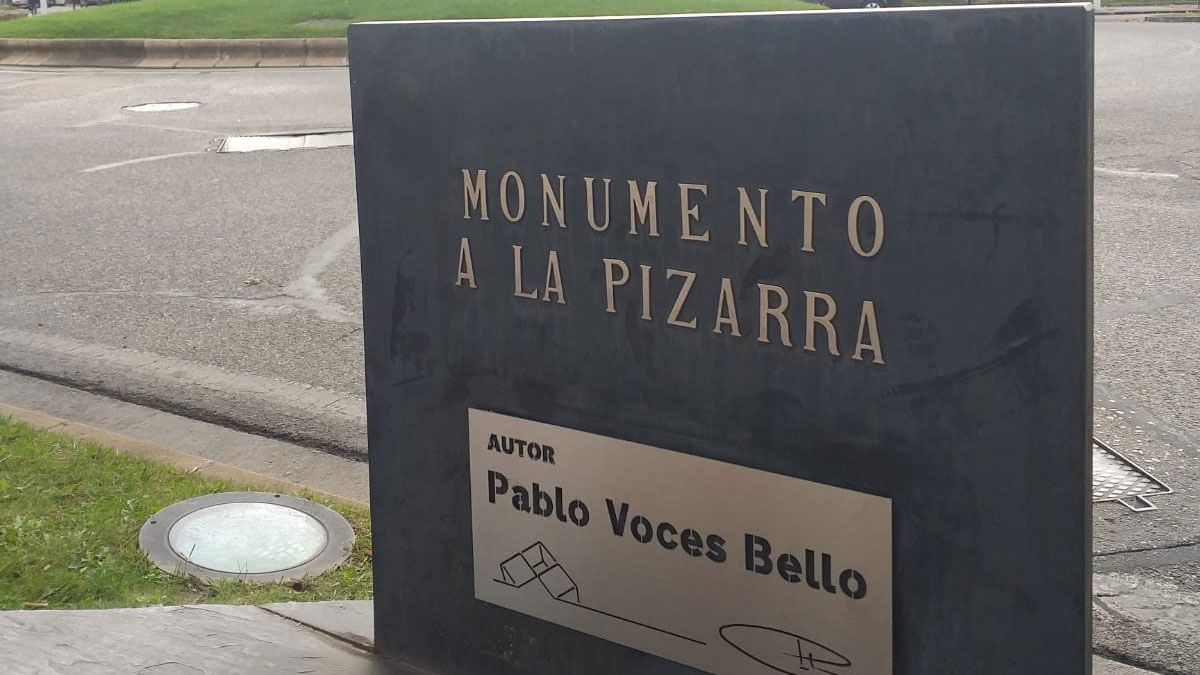 MONUMENTO
A LA PIZARRA
AUTOR
Pablo Voces Bello